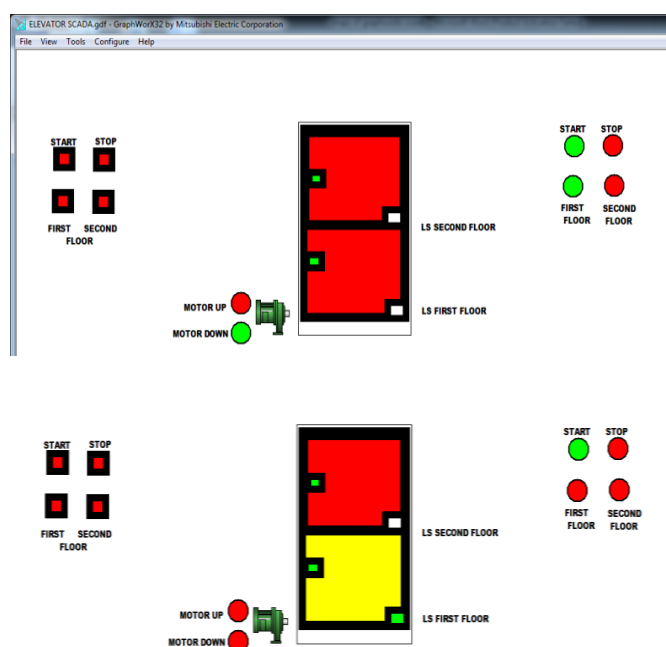 ELEVATOR SCADA.gdf - GraphWorX32 by Mitsubishi Electric Corporation
File View Tools Configure Help
START STOP
FIRST SECOND
FLOOR
START STOP
FIRST SECOND
FLOOR FLOOR
LS SECOND FLOOR
MOTOR UP
LS FIRST FLOOR
MOTOR DOWN
START STOP
FIRST SECOND
FLOOR
START STOP
FIRST SECOND
FLOOR FLOOR
LS SECOND FLOOR
MOTOR UP
LS FIRST FLOOR
MOTOR DOWN